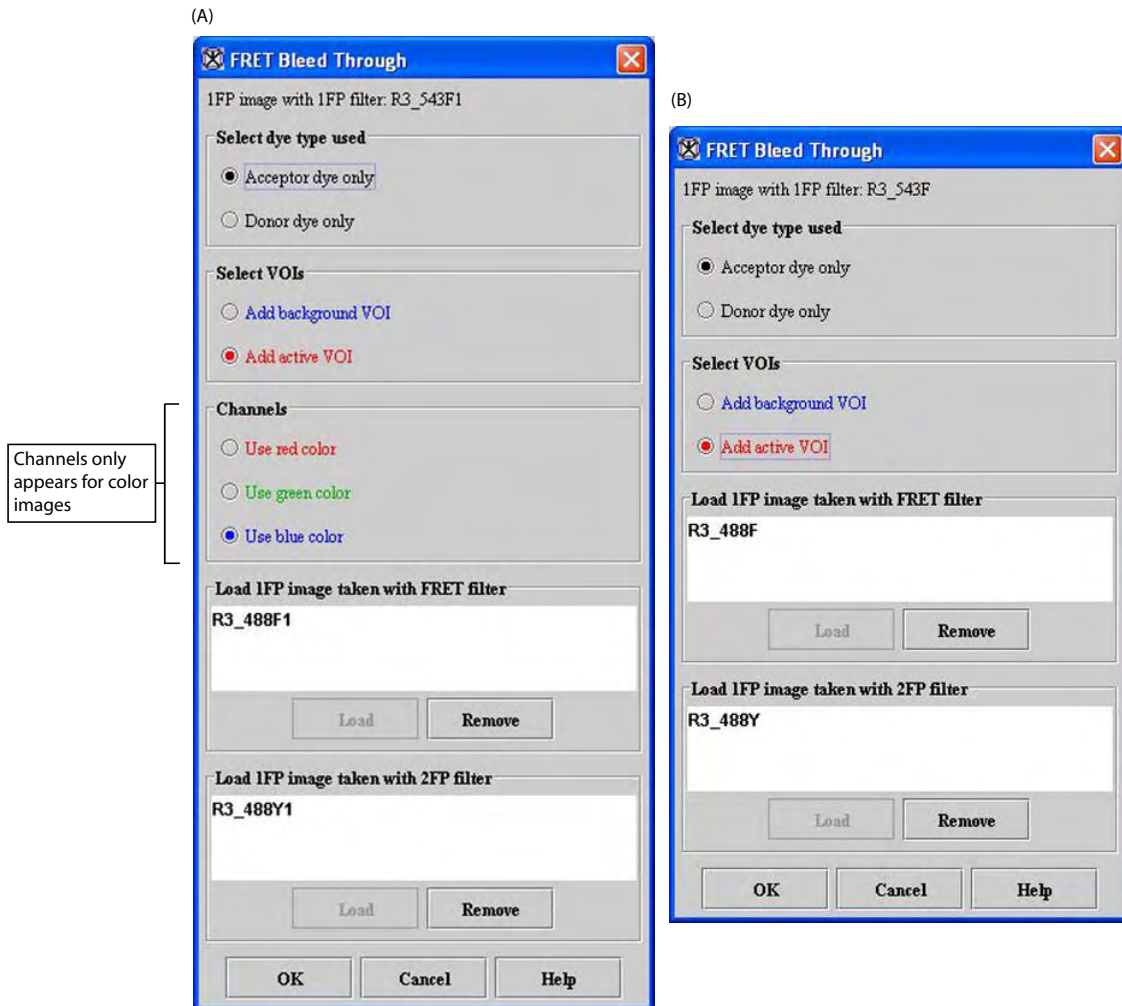 (A)
FRET Bleed Through
1FP image with 1FP filter: R3_543F1
Select dye type used
Acceptor dye only
Donor dye only
Select VOIs
Add background VOI
Add active VOI
Channels
Use red color
Use green color
Use blue color
Load 1FP image taken with FRET filter
R3_488F1
Load Remove
Load 1FP image taken with 2FP filter
R3_488Y1
Load Remove
OK Cancel Help
Channels only
appears for color
images
(B)
FRET Bleed Through
1FP image with 1FP filter: R3_543F
Select dye type used
Acceptor dye only
Donor dye only
Select VOIs
Add background VOI
Add active VOI
Load 1FP image taken with FRET filter
R3_488F
Load Remove
Load 1FP image taken with 2FP filter
R3_488Y
Load Remove
OK Cancel Help